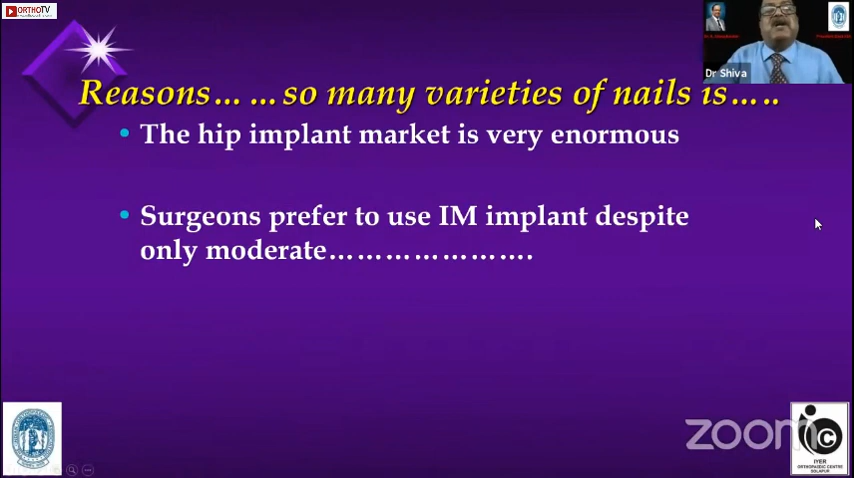 ORTHOTV
Dr Shiva
Reasons... ...so many varieties of nails is.....
• The hip implant market is very enormous
• Surgeons prefer to use IM implant despite
only moderate.....................
zoom
IYER
ORTHOPAEDIC CENTRE
SOLAPUR